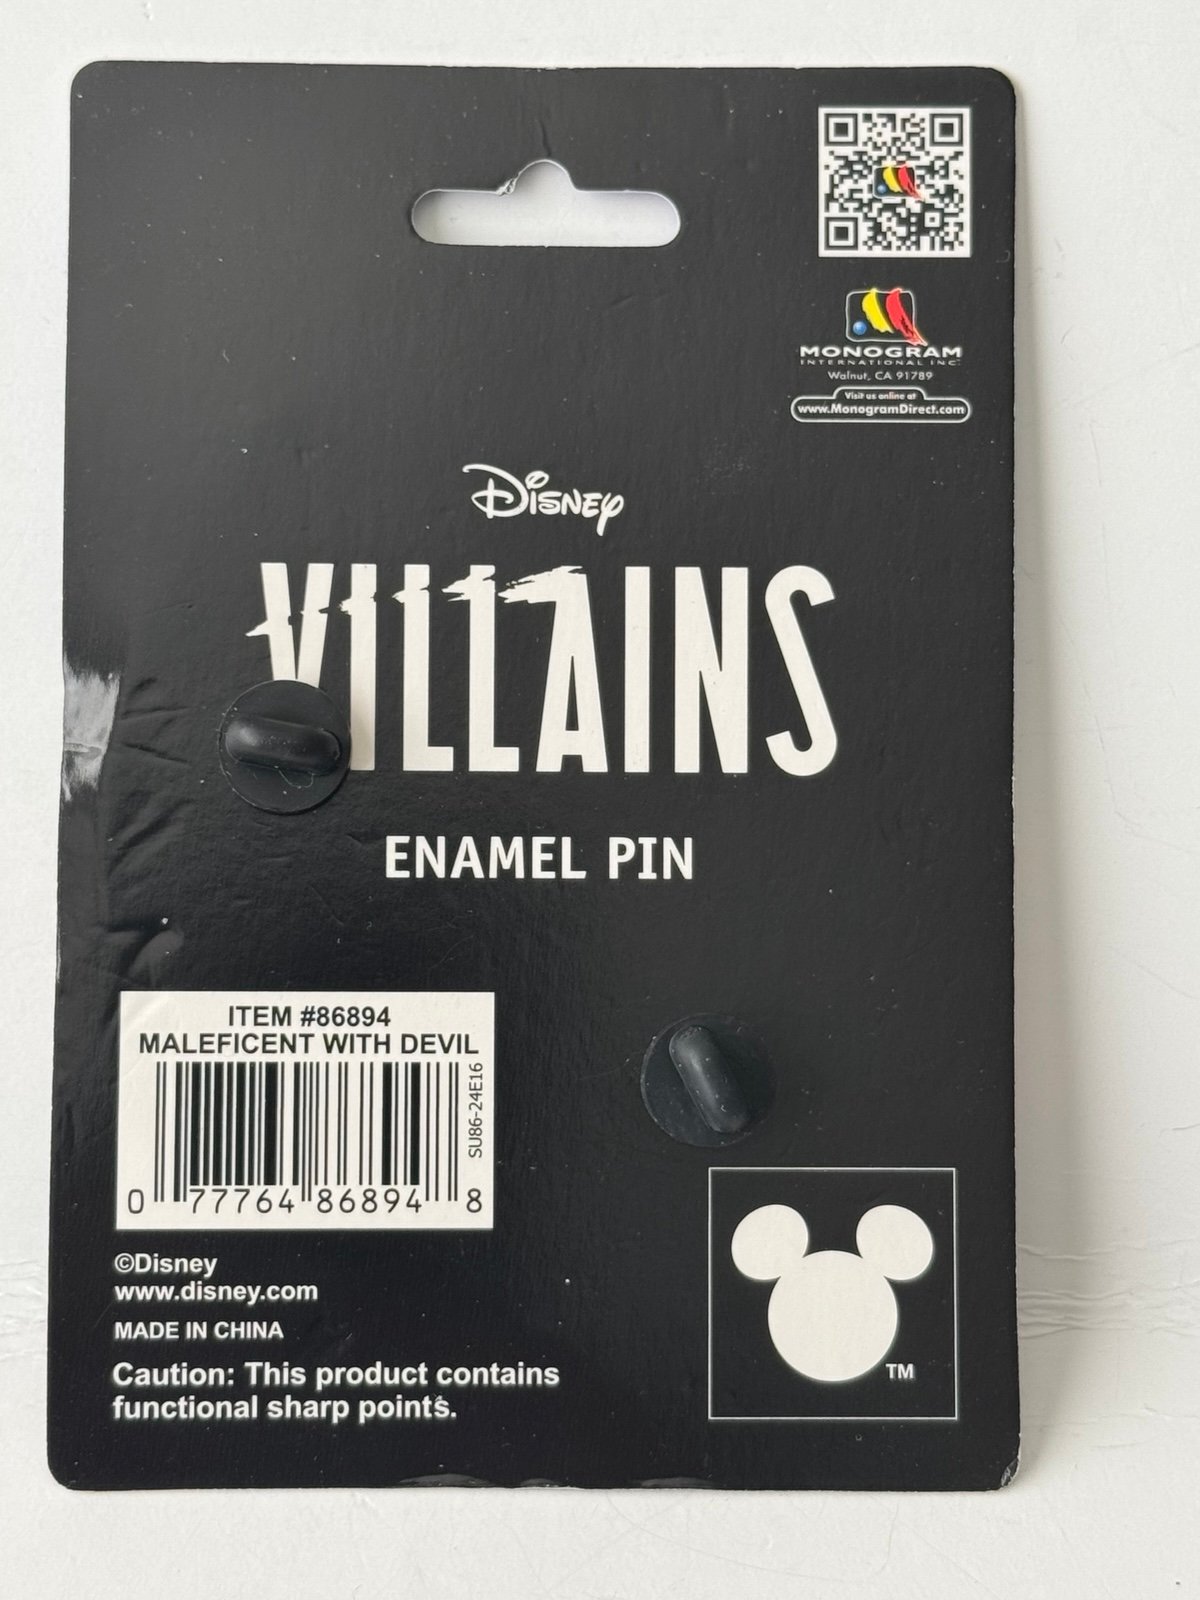 MONOGRAM
INTERNATIONAL INC.
Walnut, CA 91789
Visit us online at
www.MonogramDirect.com
Disney
VILLAINS
ENAMEL PIN
ITEM #86894
MALEFICENT WITH DEVIL
SU86-24E16
0 77764 86894 8
©Disney
www.disney.com
MADE IN CHINA
Caution: This product contains
functional sharp points.
TM